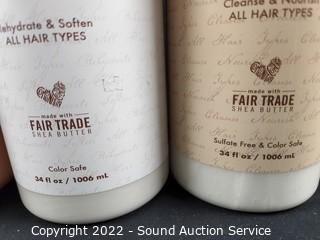 Rehydrate & Soften
ALL HAIR TYPES
made with
FAIR TRADE
SHEA BUTTER
Color Safe
34 fl oz / 1006 mL
Cleanse & Nourish
ALL HAIR TYPES
made with
FAIR TRADE
SHEA BUTTER
Sulfate Free & Color Safe
34 fl oz / 1006 mL
Copyright 2022 - Sound Auction Service